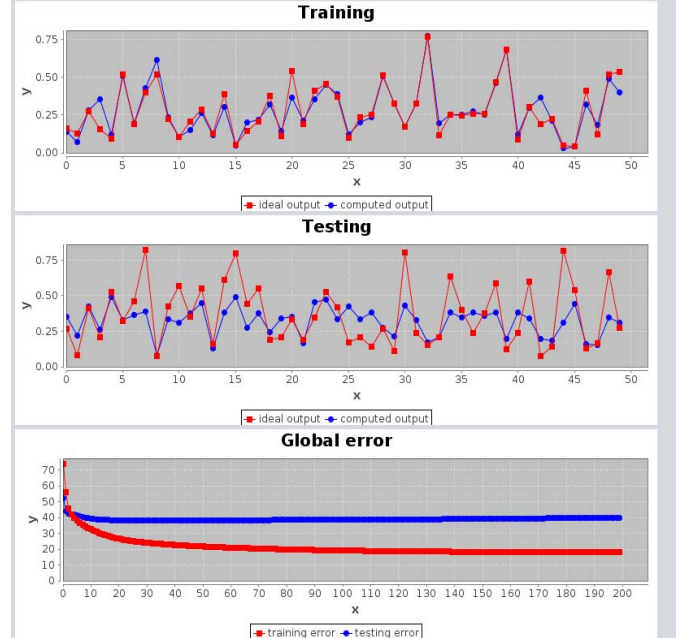 Training
0.75
0.50
0.25
0.00
y
0 5 10 15 20 25 30 35 40 45 50
x
ideal output computed output
Testing
0.75
0.50
0.25
0.00
y
0 5 10 15 20 25 30 35 40 45 50
x
ideal output computed output
Global error
70
60
50
40
30
20
10
0
y
0 10 20 30 40 50 60 70 80 90 100 110 120 130 140 150 160 170 180 190 200
x
training error testing error